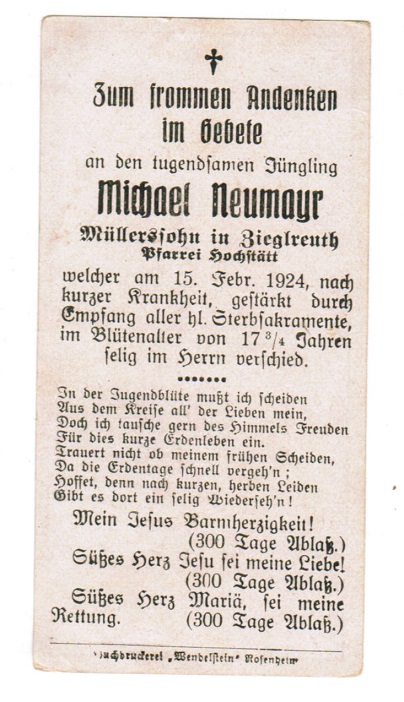 Zum frommen Andenken
im Gebete
an den tugendsamen Jüngling
Michael Neumayr
Müllerssohn in Zieglreuth
Pfarrei Hochstätt
welcher am 15. Febr. 1924, nach
kurzer Krankheit, gestärkt durch
Empfang aller hl. Sterbsakramente,
im Blütenalter von 17 3/4 Jahren
selig im Herrn verschied.
In der Jugendblüte mußt ich scheiden
Aus dem Kreise all' der Lieben mein,
Doch ich tausche gern des Himmels Freuden
Für dies kurze Erdenleben ein.
Trauert nicht ob meinem frühen Scheiden,
Da die Erdentage schnell vergeh'n;
Hoffet, denn nach kurzen, herben Leiden
Gibt es dort ein selig Wiederseh'n!
Mein Jesus Barmherzigkeit!
(300 Tage Ablaß.)
Süßes Herz Jesu sei meine Liebe!
(300 Tage Ablaß.)
Süßes Herz Mariä, sei meine
Rettung. (300 Tage Ablaß.)
Buchdruckerei „Wendelstein" Rosenheim